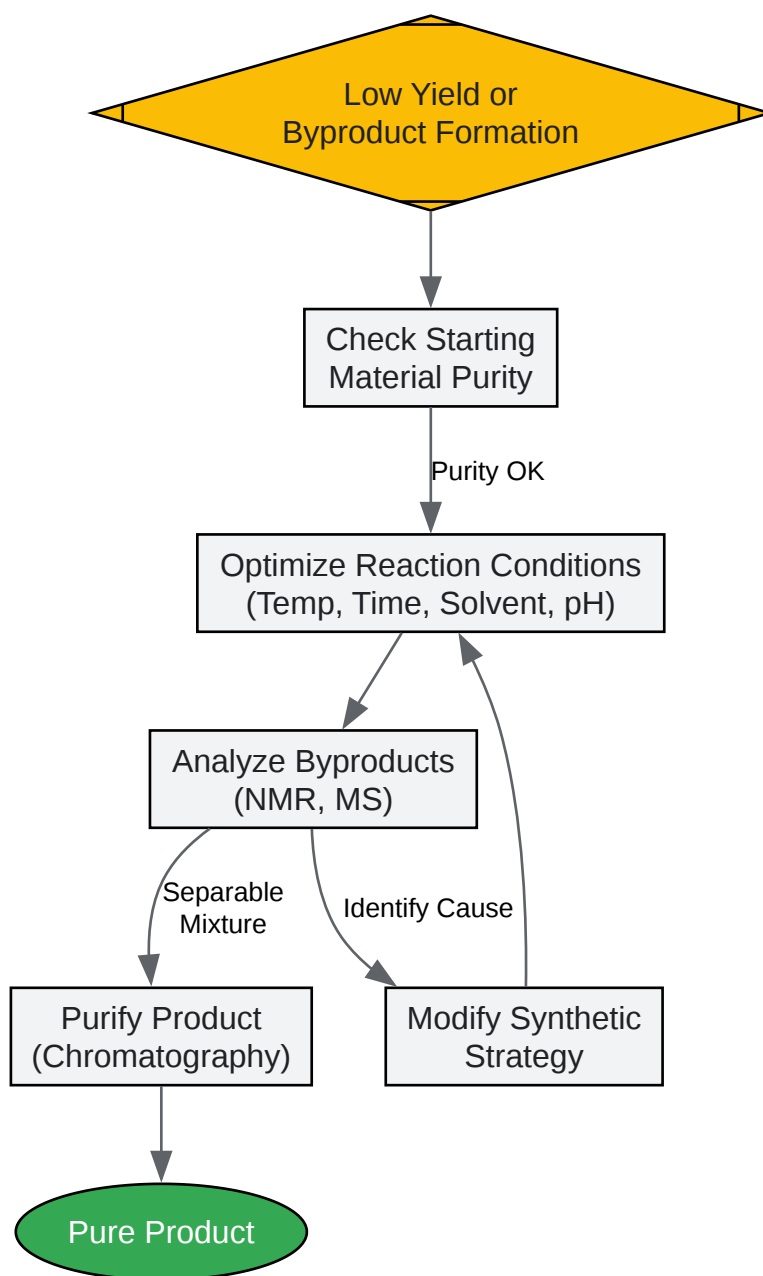 Low Yield or
Byproduct Formation
Check Starting
Material Purity
Purity OK
Optimize Reaction Conditions
(Temp, Time, Solvent, pH)
Analyze Byproducts
(NMR, MS)
Separable
Mixture
Identify Cause
Purify Product
(Chromatography)
Modify Synthetic
Strategy
Pure Product